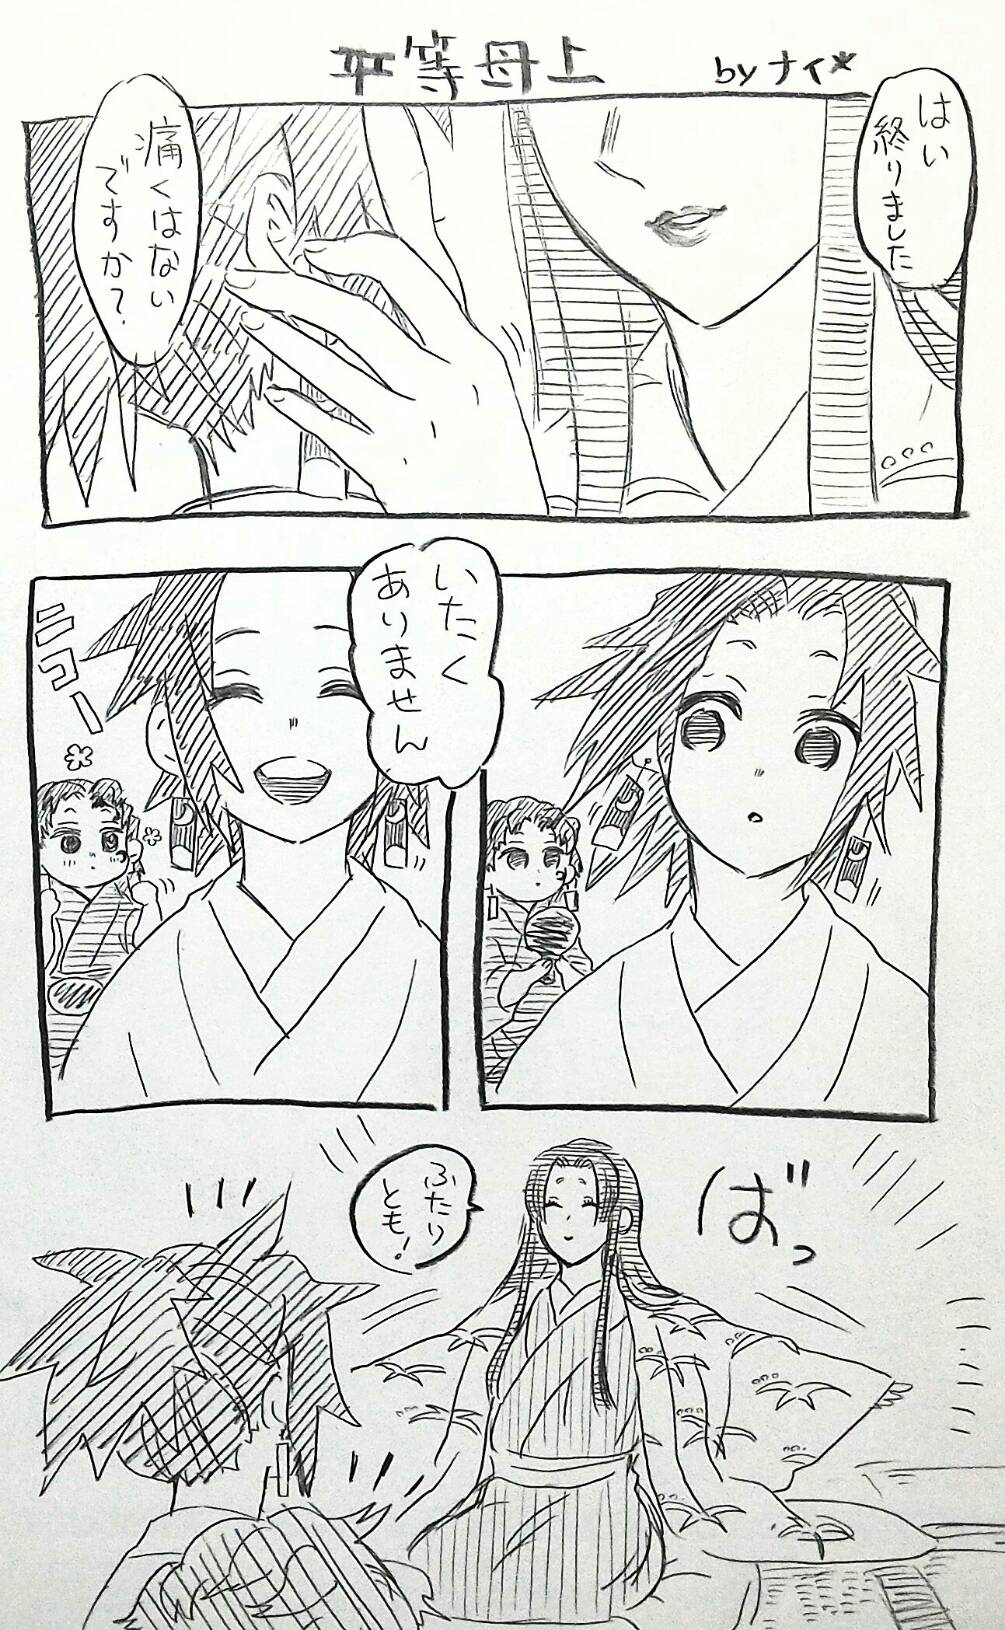 平等母上
byナイ*
はい
終りました
痛くはない
ですか?
いたく
ありません
ニコーッ
ばっ
ふたり
とも!